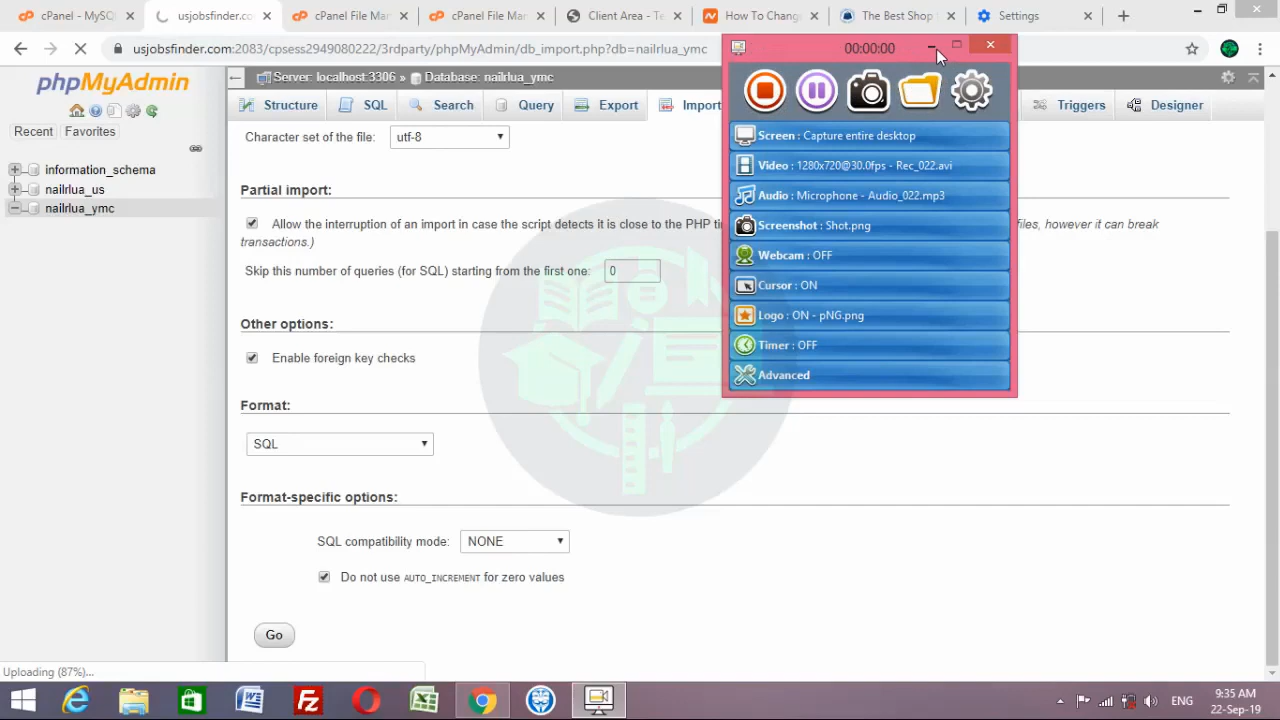 cPanel - MySQL
usjobsfinder.com
cPanel File Man
cPanel File Man
Client Area - Te
How To Chang
The Best Shop
Settings
usjobsfinder.com:2083/cpsess2949080222/3rdparty/phpMyAdmin/db_import.php?db=nailrlua_ymc
phpMyAdmin
Recent Favorites
information_schema
nailrlua_us
nailrlua_ymc
Server: localhost:3306 » Database: nailrlua_ymc
Structure SQL Search Query Export Import Triggers Designer
Character set of the file: utf-8
Partial import:
Allow the interruption of an import in case the script detects it is close to the PHP ti
files, however it can break
transactions.)
Skip this number of queries (for SQL) starting from the first one: 0
Other options:
Enable foreign key checks
Format:
SQL
Format-specific options:
SQL compatibility mode: NONE
Do not use AUTO_INCREMENT for zero values
Go
00:00:00
Screen : Capture entire desktop
Video : 1280x720@30.0fps - Rec_022.avi
Audio : Microphone - Audio_022.mp3
Screenshot : Shot.png
Webcam : OFF
Cursor : ON
Logo : ON - pNG.png
Timer : OFF
Advanced
Uploading (87%)...
ENG
9:35 AM
22-Sep-19